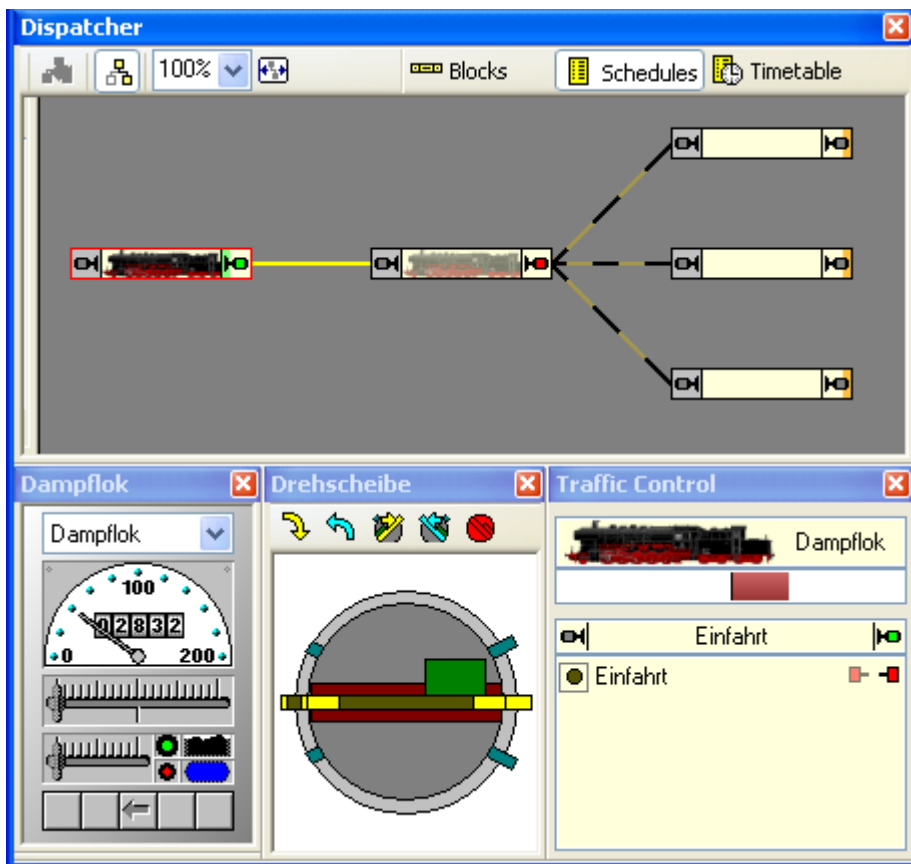 Dispatcher
100% Blocks Schedules Timetable
Dampflok
Dampflok
100
02832
0 200
Drehscheibe
Traffic Control
Dampflok
Einfahrt
Einfahrt